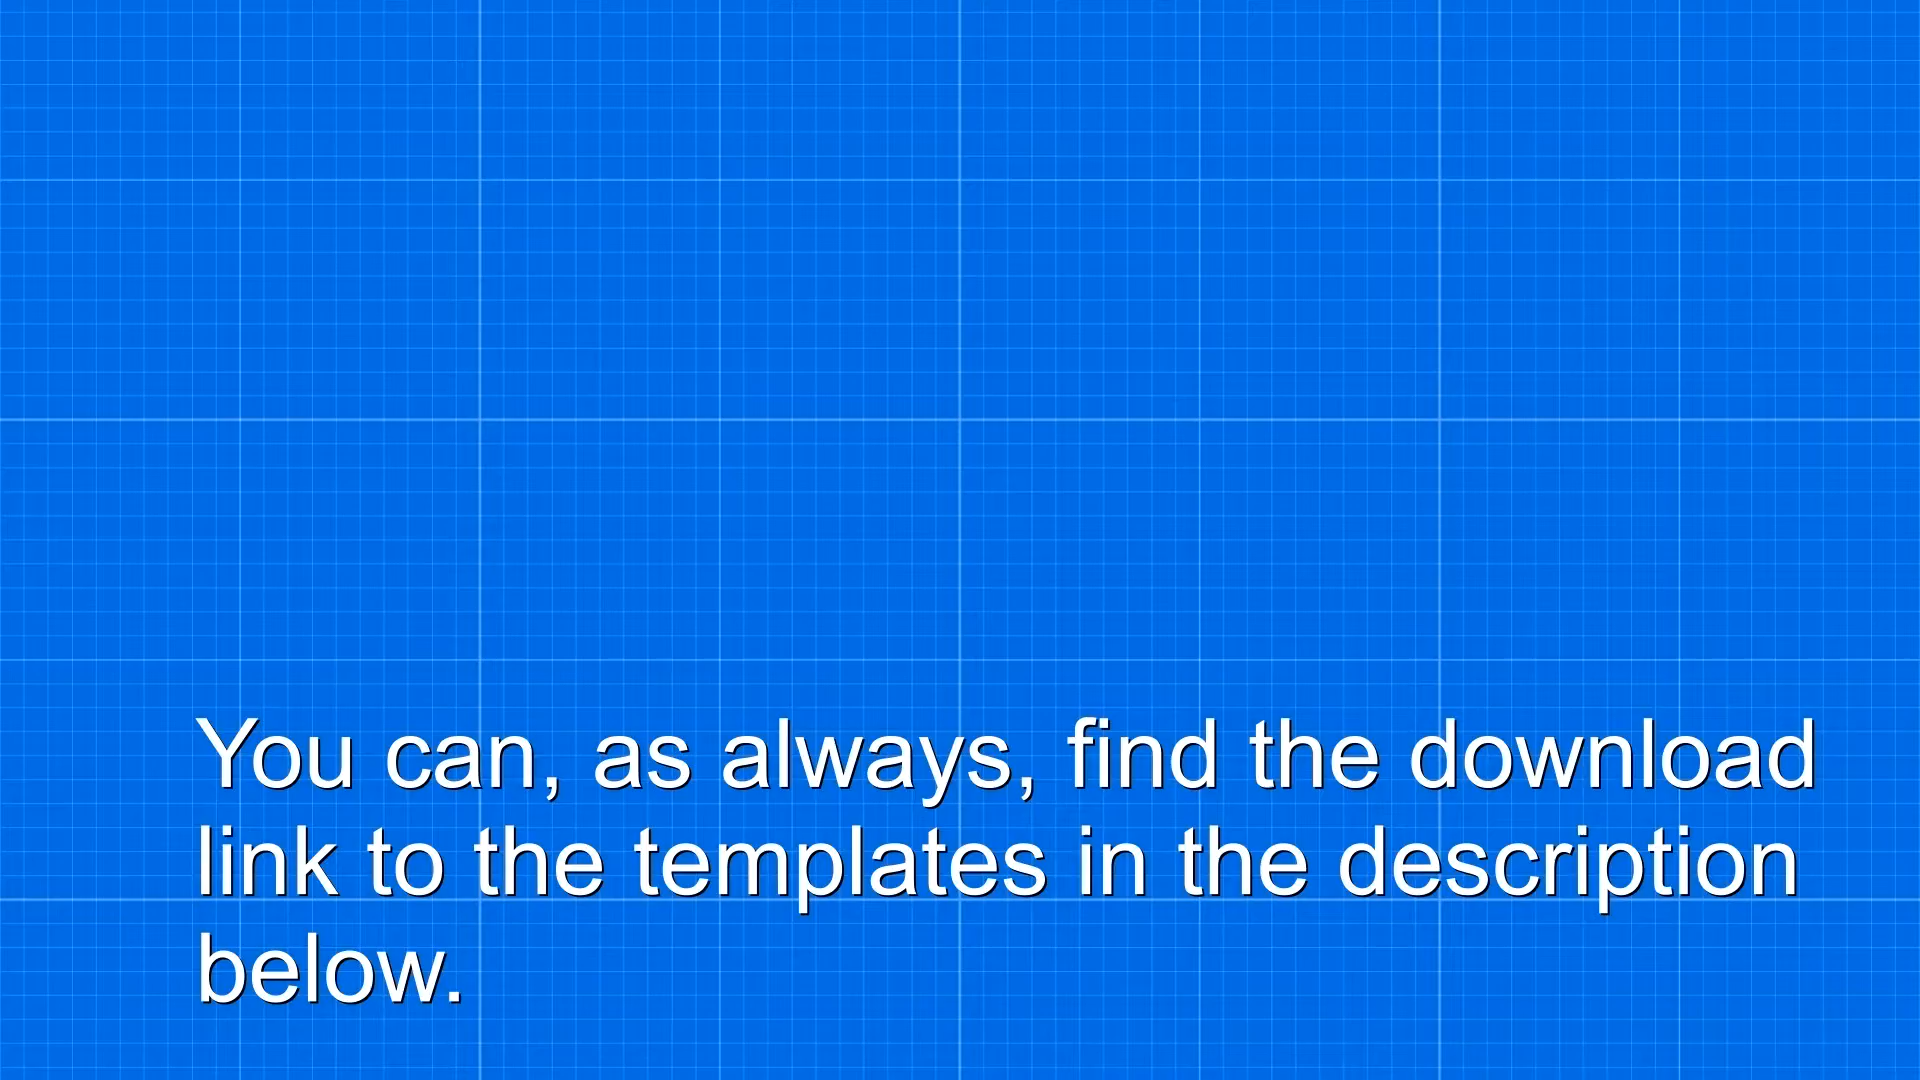 You can, as always, find the download
link to the templates in the description
below.